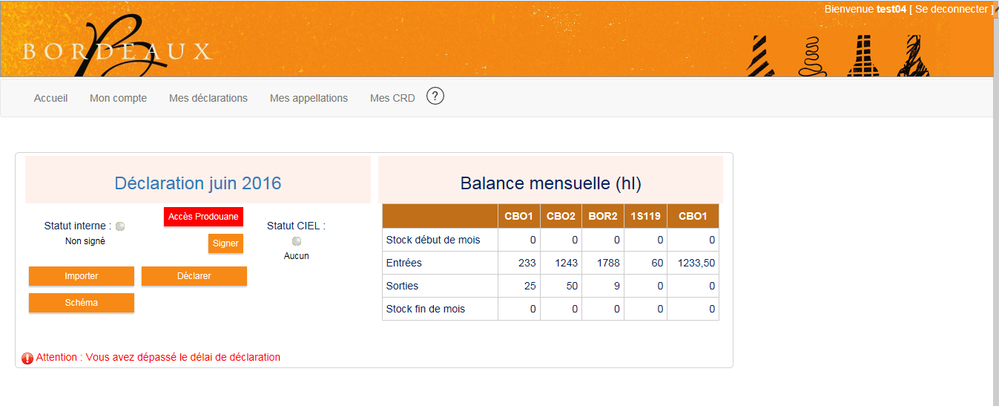 Bienvenue test04 [ Se deconnecter ]
BORDEAUX
Accueil Mon compte Mes déclarations Mes appellations Mes CRD ?
Déclaration juin 2016
Statut interne :
Non signé
Accès Prodouane
Signer
Statut CIEL :
Aucun
Importer Déclarer
Schéma
Balance mensuelle (hl)
CBO1 CBO2 BOR2 1S119 CBO1
Stock début de mois 0 0 0 0 0
Entrées 233 1243 1788 60 1233,50
Sorties 25 50 9 0 0
Stock fin de mois 0 0 0 0 0
Attention : Vous avez dépassé le délai de déclaration